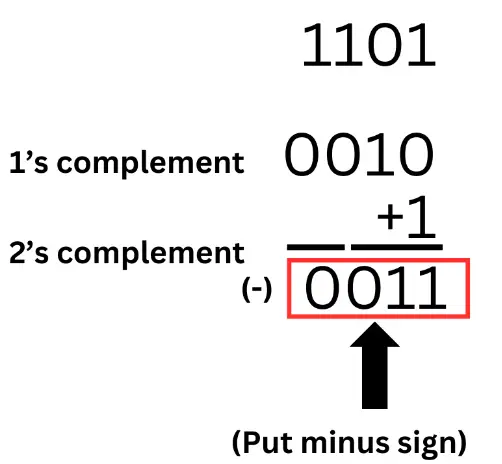 1101
1's complement 0010
+1
2's complement
(-) 0011
(Put minus sign)